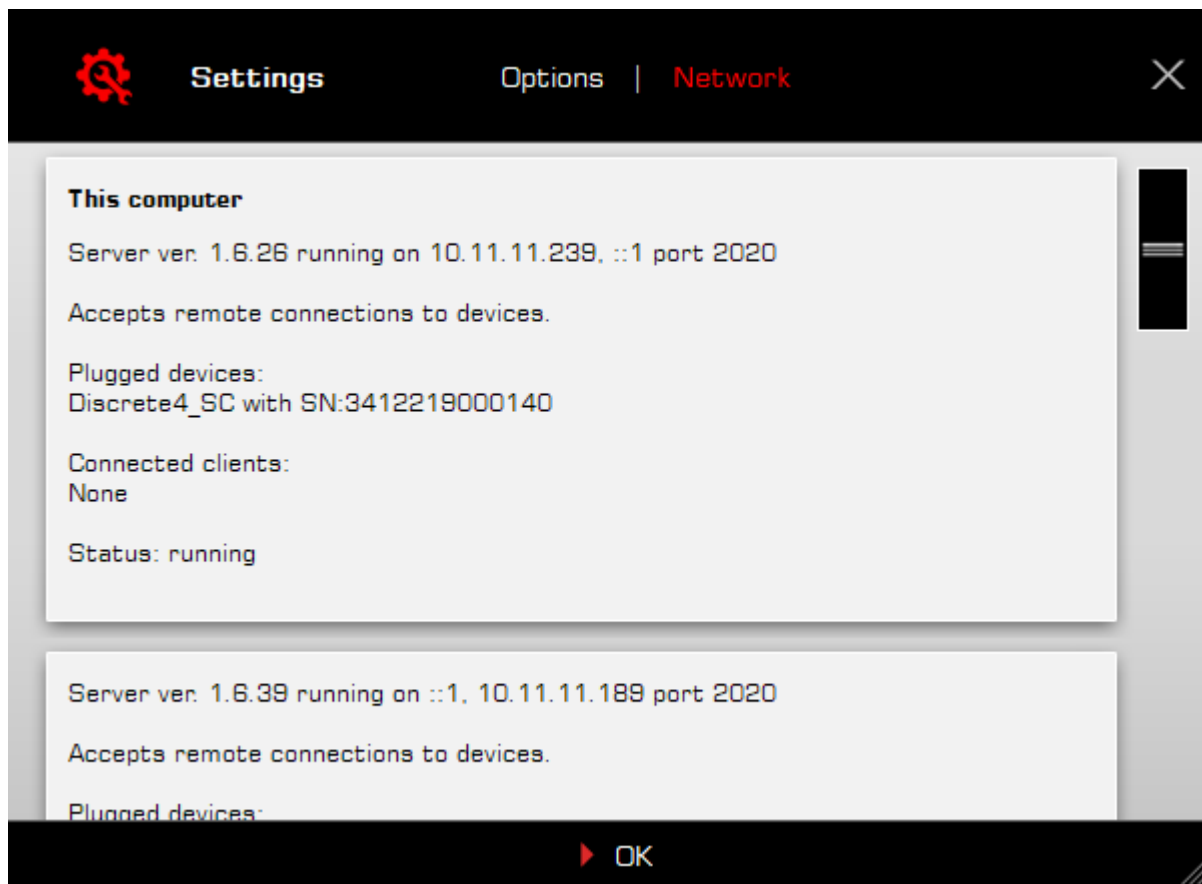 Settings
Options | Network
This computer
Server ver. 1.6.26 running on 10.11.11.239, ::1 port 2020
Accepts remote connections to devices.
Plugged devices:
Discrete4_SC with SN:3412219000140
Connected clients:
None
Status: running
Server ver. 1.6.39 running on ::1, 10.11.11.189 port 2020
Accepts remote connections to devices.
Plugged devices:
OK